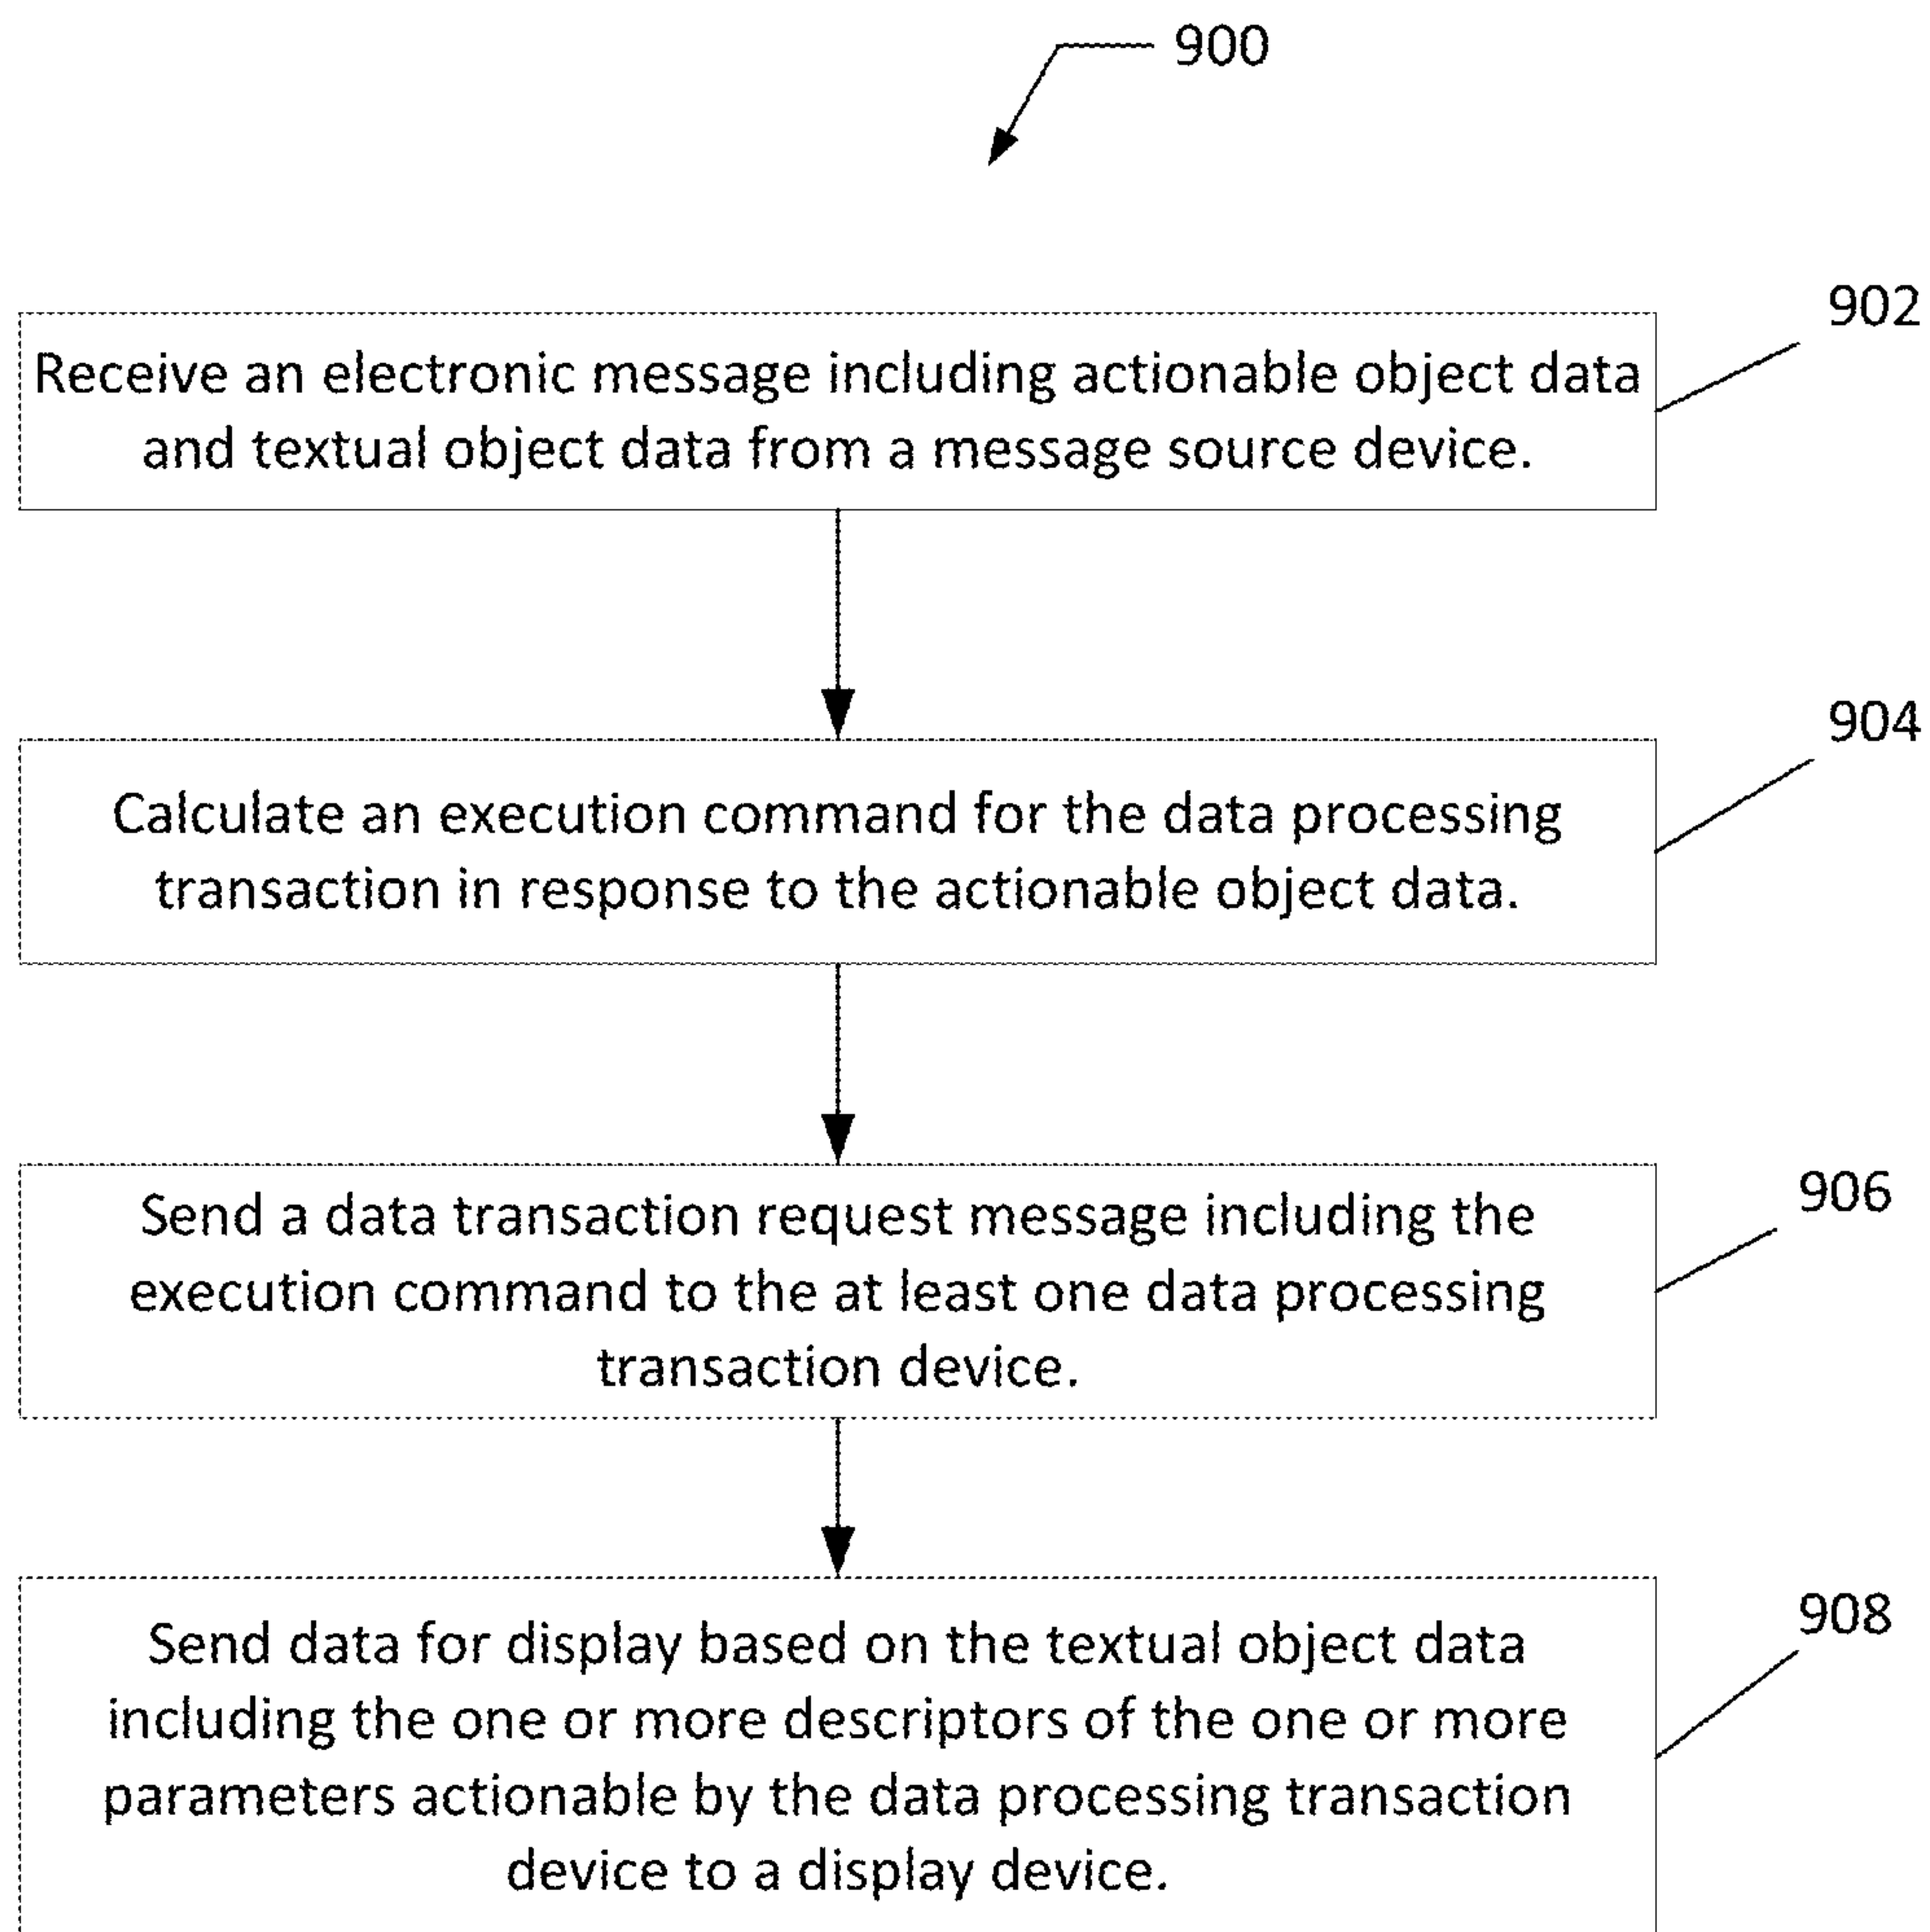 900
902
Receive an electronic message including actionable object data
and textual object data from a message source device.
904
Calculate an execution command for the data processing
transaction in response to the actionable object data.
906
Send a data transaction request message including the
execution command to the at least one data processing
transaction device.
908
Send data for display based on the textual object data
including the one or more descriptors of the one or more
parameters actionable by the data processing transaction
device to a display device.